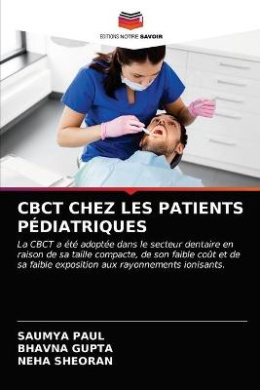 EDITIONS NOTRE SAVOIR
CBCT CHEZ LES PATIENTS
PÉDIATRIQUES
La CBCT a été adoptée dans le secteur dentaire en
raison de sa taille compacte, de son faible coût et de
sa faible exposition aux rayonnements ionisants.
SAUMYA PAUL
BHAVNA GUPTA
NEHA SHEORAN